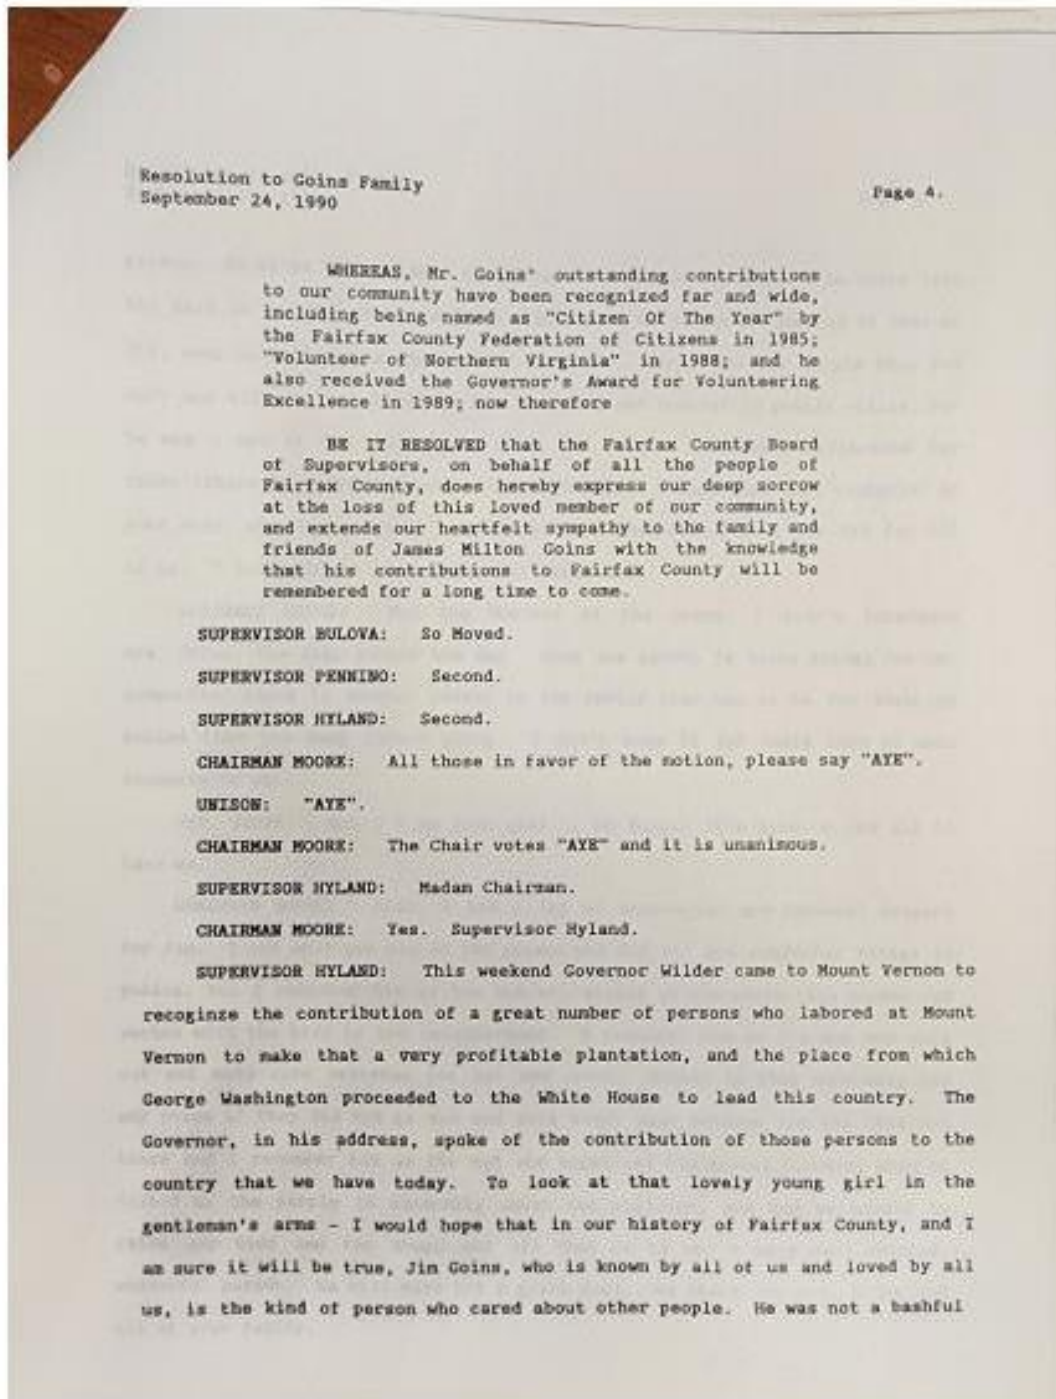 Resolution to Goins Family
September 24, 1990
Page 4.
WHEREAS, Mr. Goins' outstanding contributions
to our community have been recognized far and wide,
including being named as "Citizen Of The Year" by
the Fairfax County Federation of Citizens in 1985;
"Volunteer of Northern Virginia" in 1988; and he
also received the Governor's Award for Volunteering
Excellence in 1989; now therefore
BE IT RESOLVED that the Fairfax County Board
of Supervisors, on behalf of all the people of
Fairfax County, does hereby express our deep sorrow
at the loss of this loved member of our community,
and extends our heartfelt sympathy to the family and
friends of James Milton Goins with the knowledge
that his contributions to Fairfax County will be
remembered for a long time to come.
SUPERVISOR BULOVA: So Moved.
SUPERVISOR PENNINO: Second.
SUPERVISOR HYLAND: Second.
CHAIRMAN MOORE: All those in favor of the motion, please say "AYE".
UNISON: "AYE".
CHAIRMAN MOORE: The Chair votes "AYE" and it is unanimous.
SUPERVISOR HYLAND: Madam Chairman.
CHAIRMAN MOORE: Yes. Supervisor Hyland.
SUPERVISOR HYLAND: This weekend Governor Wilder came to Mount Vernon to
recoginze the contribution of a great number of persons who labored at Mount
Vernon to make that a very profitable plantation, and the place from which
George Washington proceeded to the White House to lead this country. The
Governor, in his address, spoke of the contribution of those persons to the
country that we have today. To look at that lovely young girl in the
gentleman's arms - I would hope that in our history of Fairfax County, and I
am sure it will be true, Jim Goins, who is known by all of us and loved by all
us, is the kind of person who cared about other people. He was not a bashful